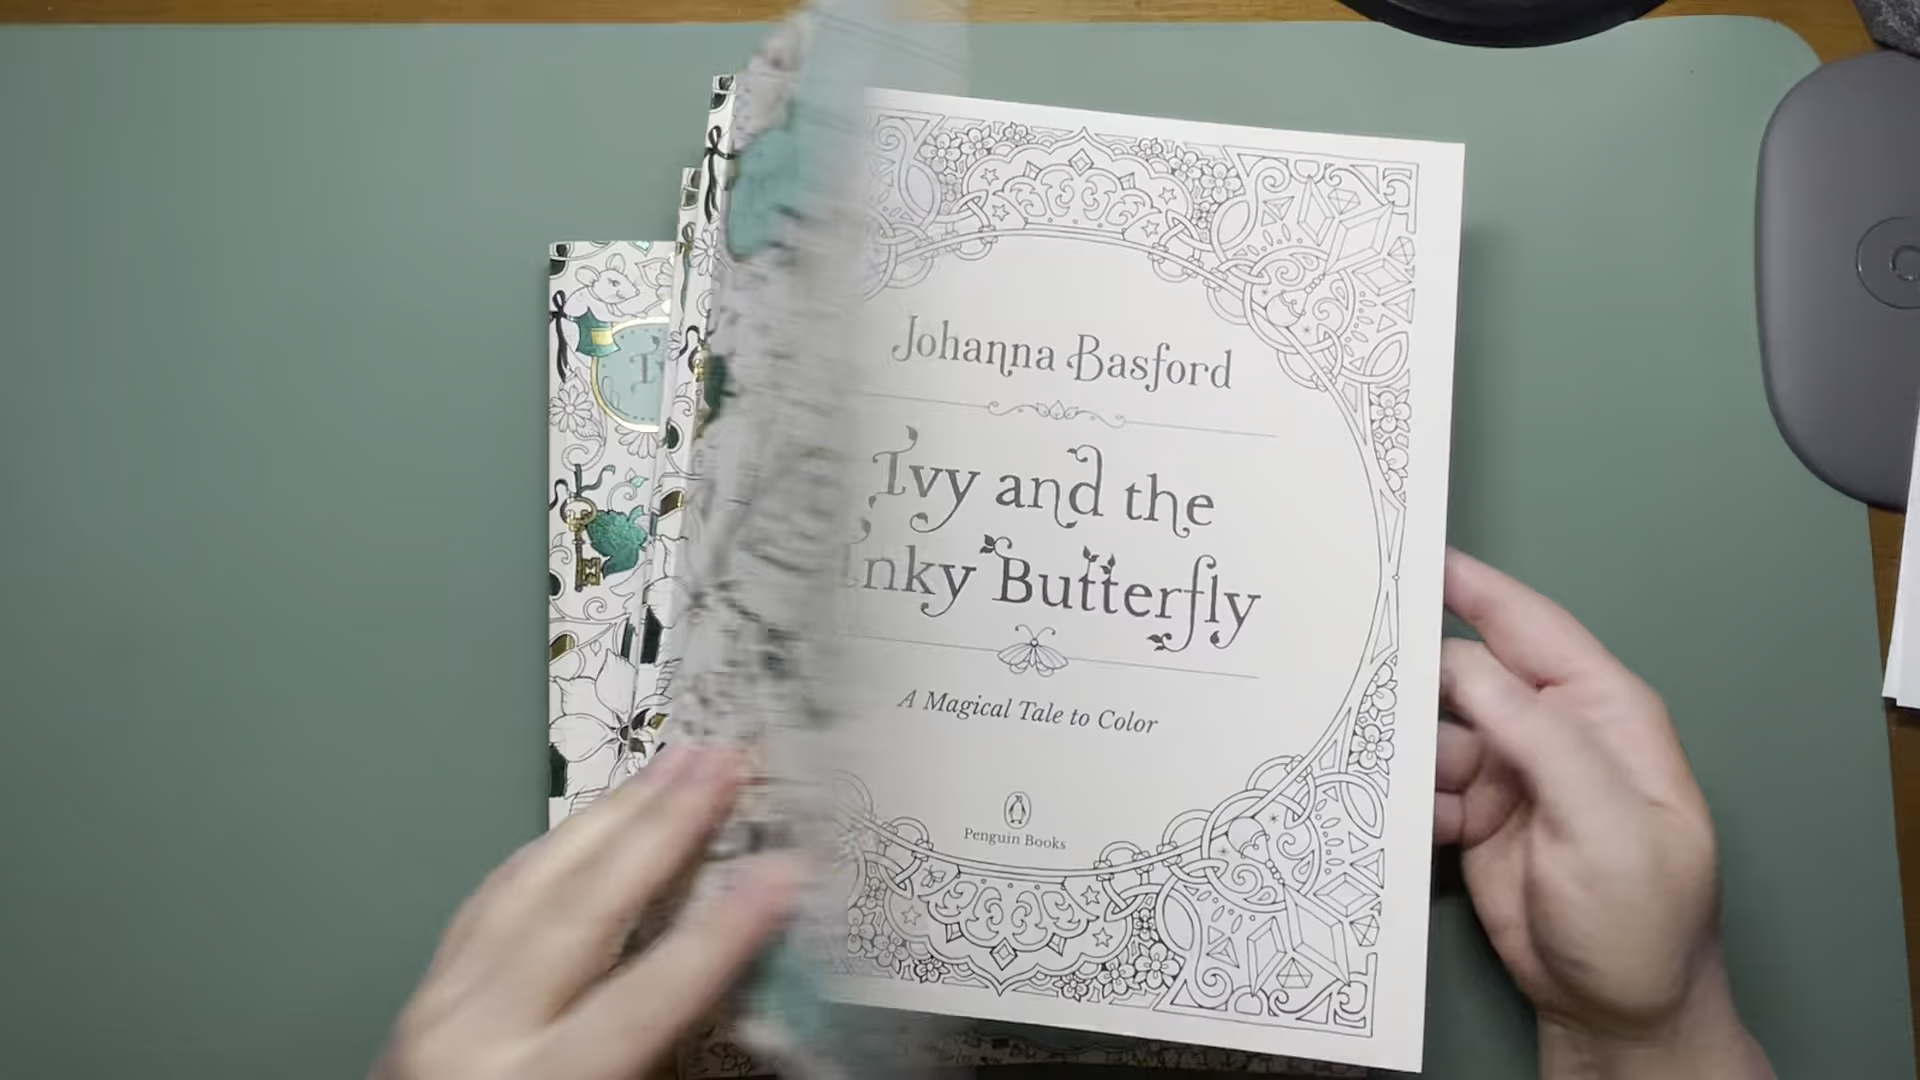 Johanna Basford
Ivy and the
Inky Butterfly
A Magical Tale to Color
Penguin Books